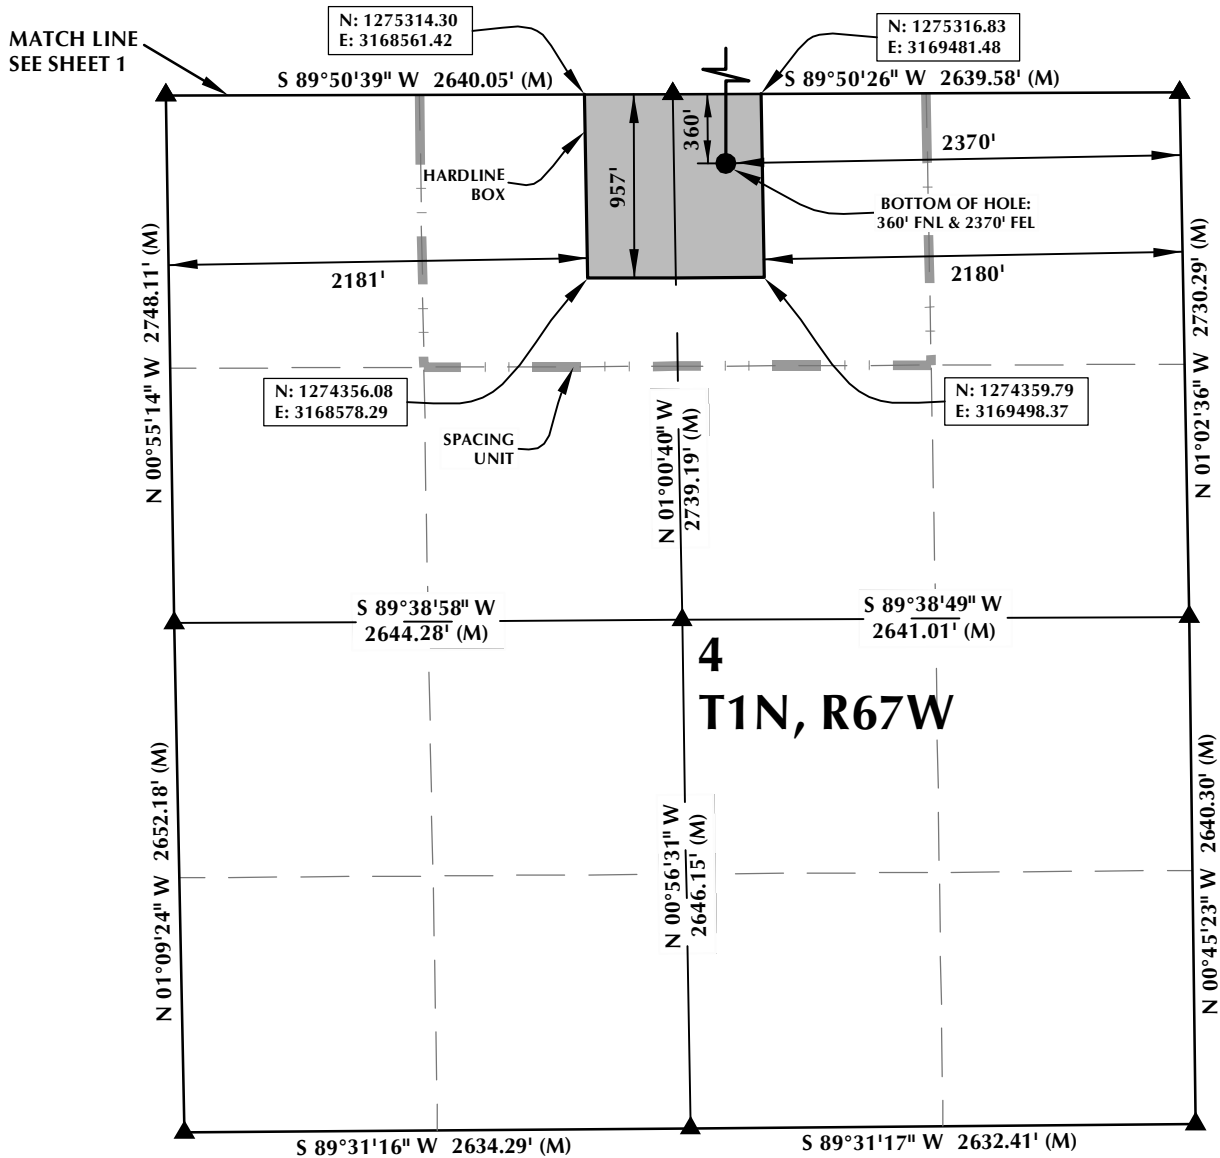 N: 1275314.30
E: 3168561.42
N: 1275316.83
E: 3169481.48
MATCH LINE
SEE SHEET 1
S 89°50'39" W 2640.05' (M)
S 89°50'26" W 2639.58' (M)
360'
2370'
HARDLINE
BOX
957'
BOTTOM OF HOLE:
360' FNL & 2370' FEL
2181'
2180'
N 00°55'14" W 2748.11' (M)
N 01°02'36" W 2730.29' (M)
N: 1274356.08
E: 3168578.29
N: 1274359.79
E: 3169498.37
SPACING
UNIT
N 01°00'40" W
2739.19' (M)
S 89°38'58" W
2644.28' (M)
S 89°38'49" W
2641.01' (M)
4
T1N, R67W
N 01°09'24" W 2652.18' (M)
N 00°56'31" W
2646.15' (M)
N 00°45'23" W 2640.30' (M)
S 89°31'16" W 2634.29' (M)
S 89°31'17" W 2632.41' (M)